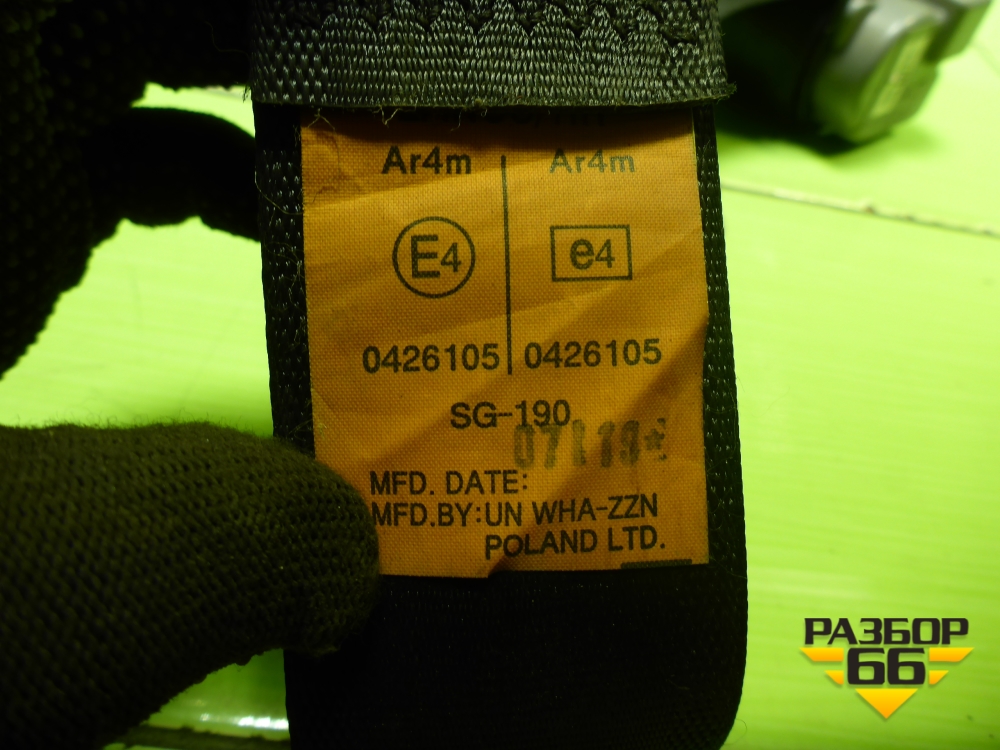 Ar4m Ar4m
E4 e4
0426105 0426105
SG-190
MFD. DATE:
MFD.BY:UN WHA-ZZN
POLAND LTD.
РАЗБОР
66